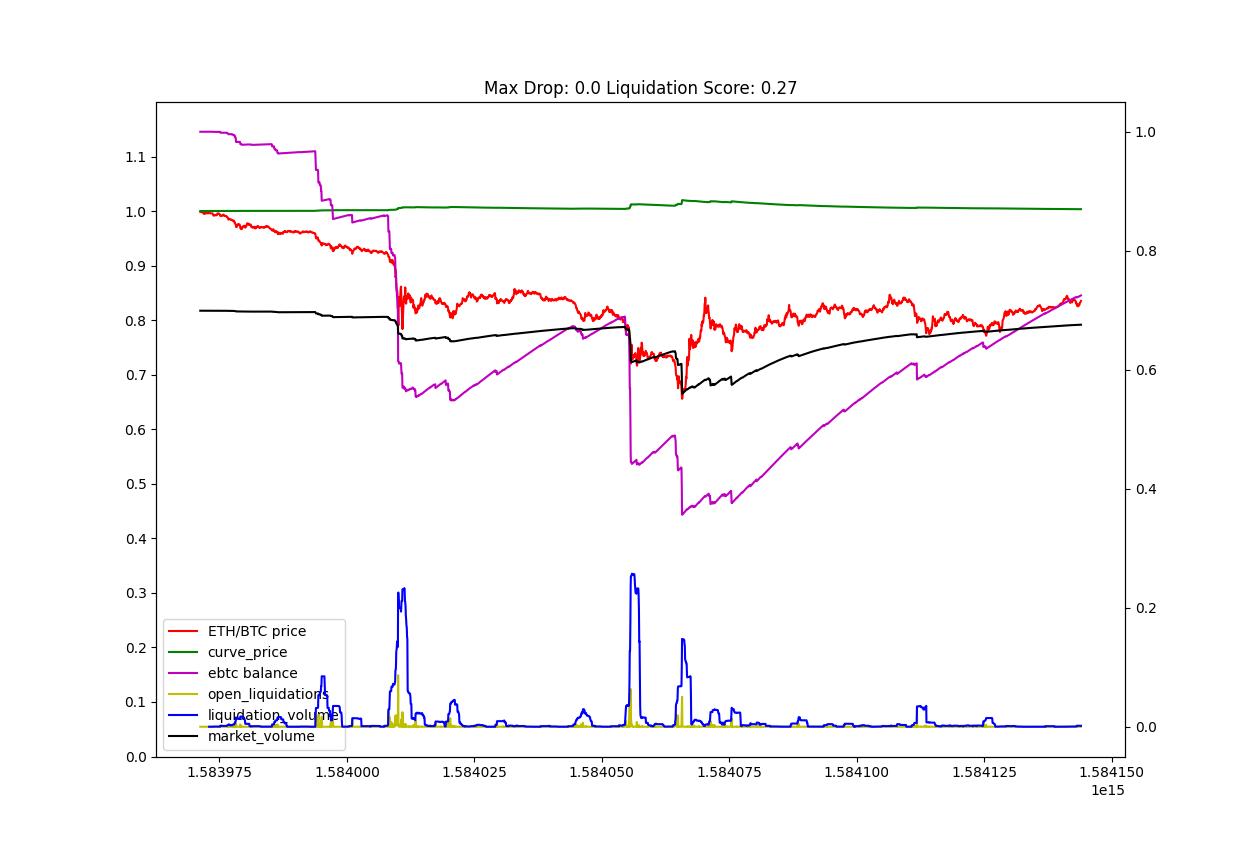 Max Drop: 0.0 Liquidation Score: 0.27
1.1
1.0
0.9
0.8
0.7
0.6
0.5
0.4
0.3
0.2
0.1
0.0
1.0
0.8
0.6
0.4
0.2
0.0
ETH/BTC price
curve_price
ebtc balance
open_liquidations
liquidation_volume
market_volume
1.583975 1.584000 1.584025 1.584050 1.584075 1.584100 1.584125 1.584150
1e15